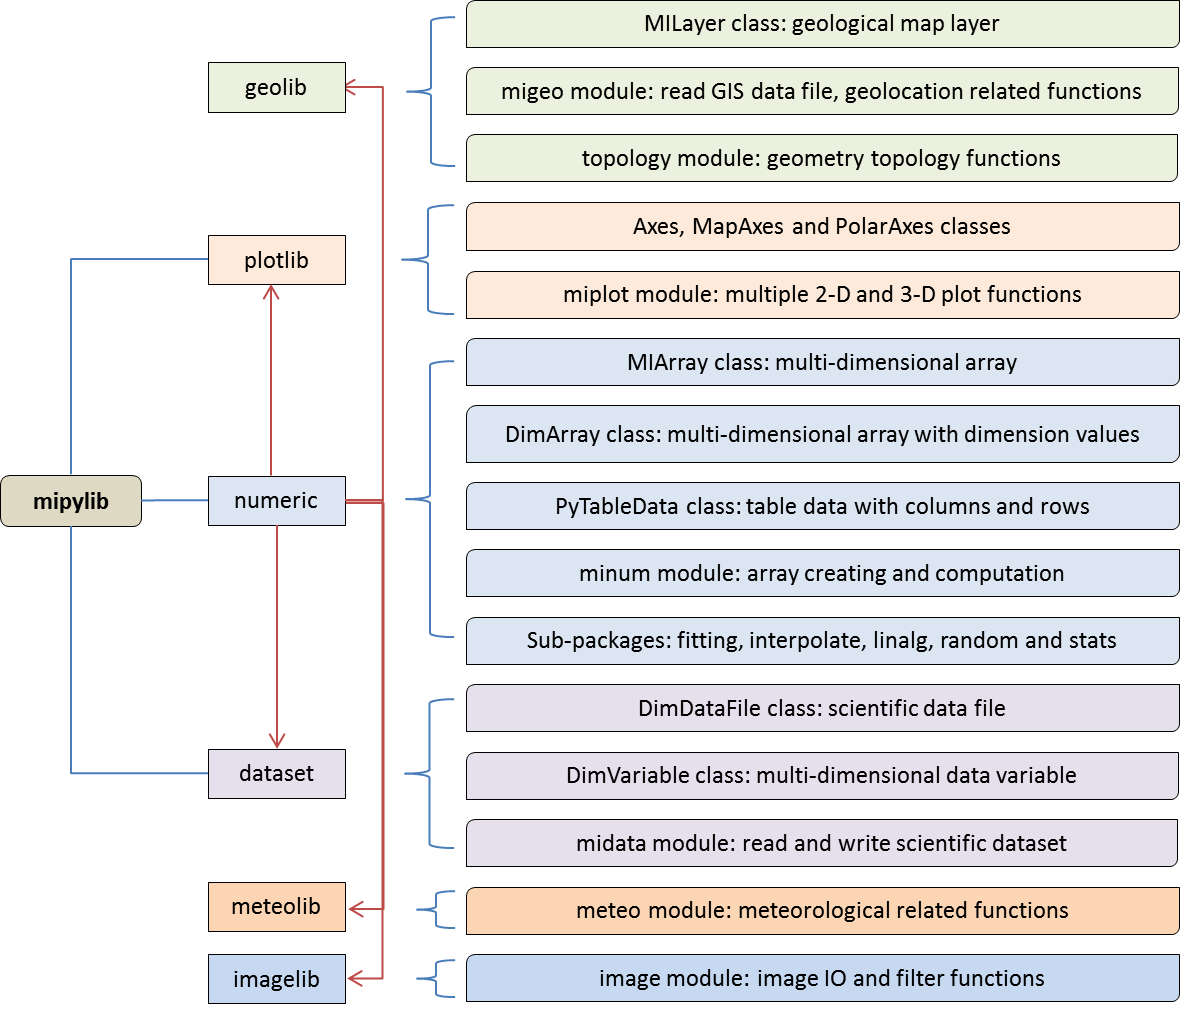 MILayer class: geological map layer
geolib
migeo module: read GIS data file, geolocation related functions
topology module: geometry topology functions
Axes, MapAxes and PolarAxes classes
plotlib
miplot module: multiple 2-D and 3-D plot functions
MIArray class: multi-dimensional array
DimArray class: multi-dimensional array with dimension values
mipylib
numeric
PyTableData class: table data with columns and rows
minum module: array creating and computation
Sub-packages: fitting, interpolate, linalg, random and stats
DimDataFile class: scientific data file
dataset
DimVariable class: multi-dimensional data variable
midata module: read and write scientific dataset
meteolib
meteo module: meteorological related functions
imagelib
image module: image IO and filter functions